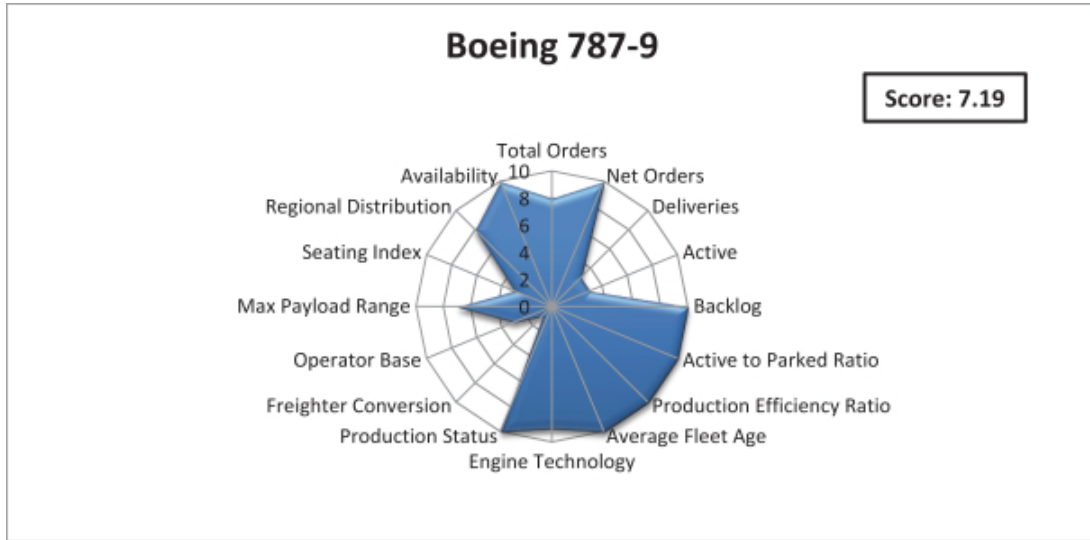 Boeing 787-9
Score: 7.19
Total Orders
Net Orders
Deliveries
Active
Backlog
Active to Parked Ratio
Production Efficiency Ratio
Average Fleet Age
Engine Technology
Production Status
Freighter Conversion
Operator Base
Max Payload Range
Seating Index
Regional Distribution
Availability
10
8
6
4
2
0